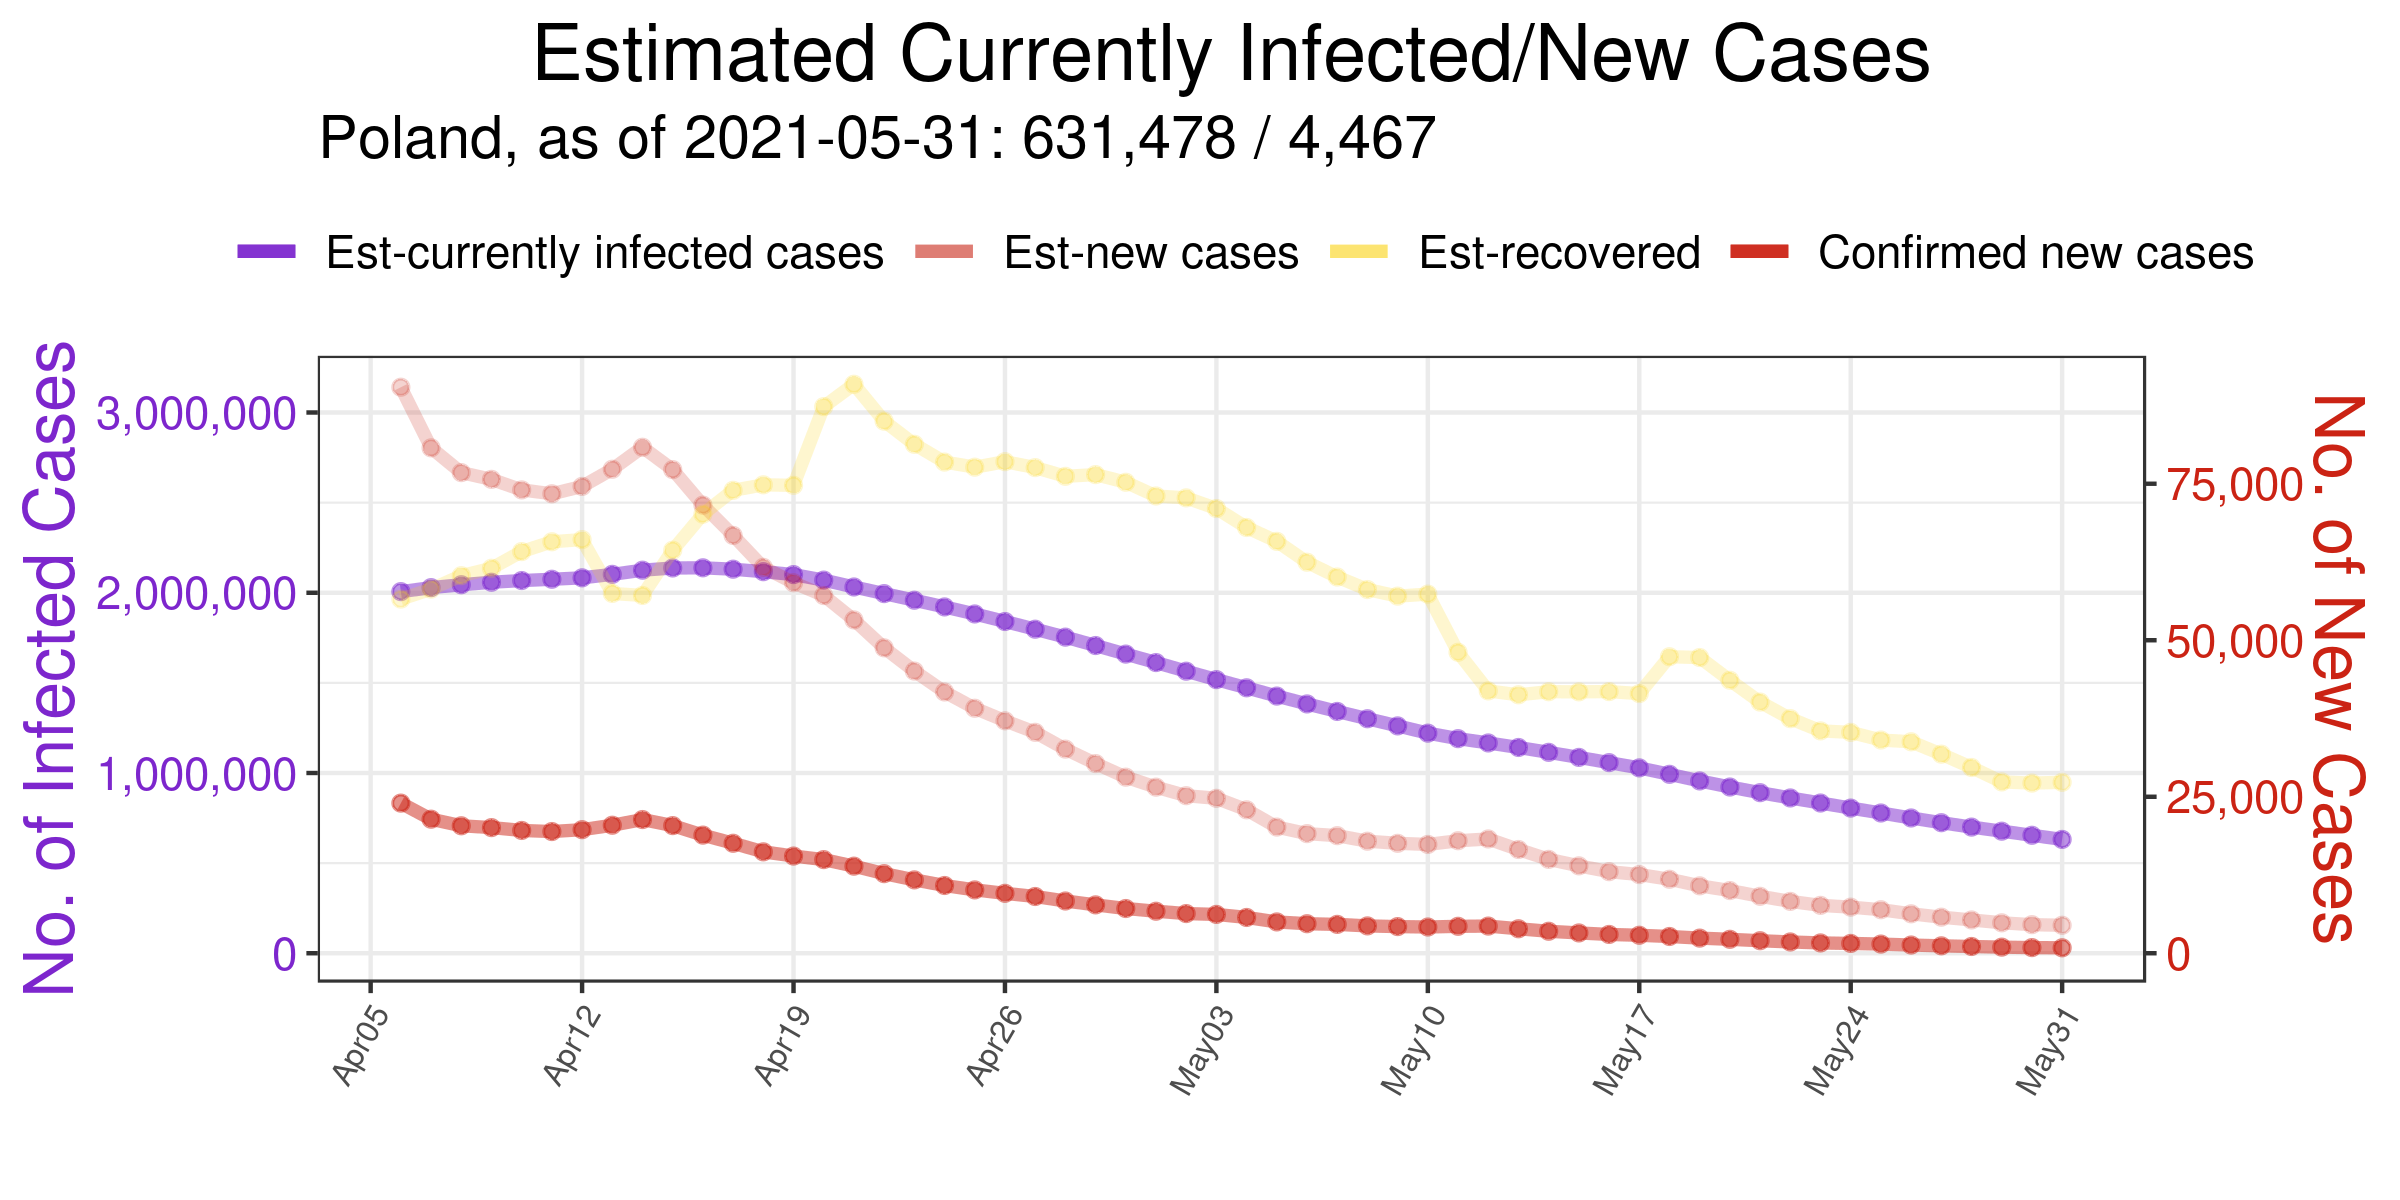 Estimated Currently Infected/New Cases
Poland, as of 2021-05-31: 631,478 / 4,467
Est-currently infected cases Est-new cases Est-recovered Confirmed new cases
No. of Infected Cases
3,000,000
2,000,000
1,000,000
0
75,000
50,000
25,000
0
No. of New Cases
Apr05 Apr12 Apr19 Apr26 May03 May10 May17 May24 May31